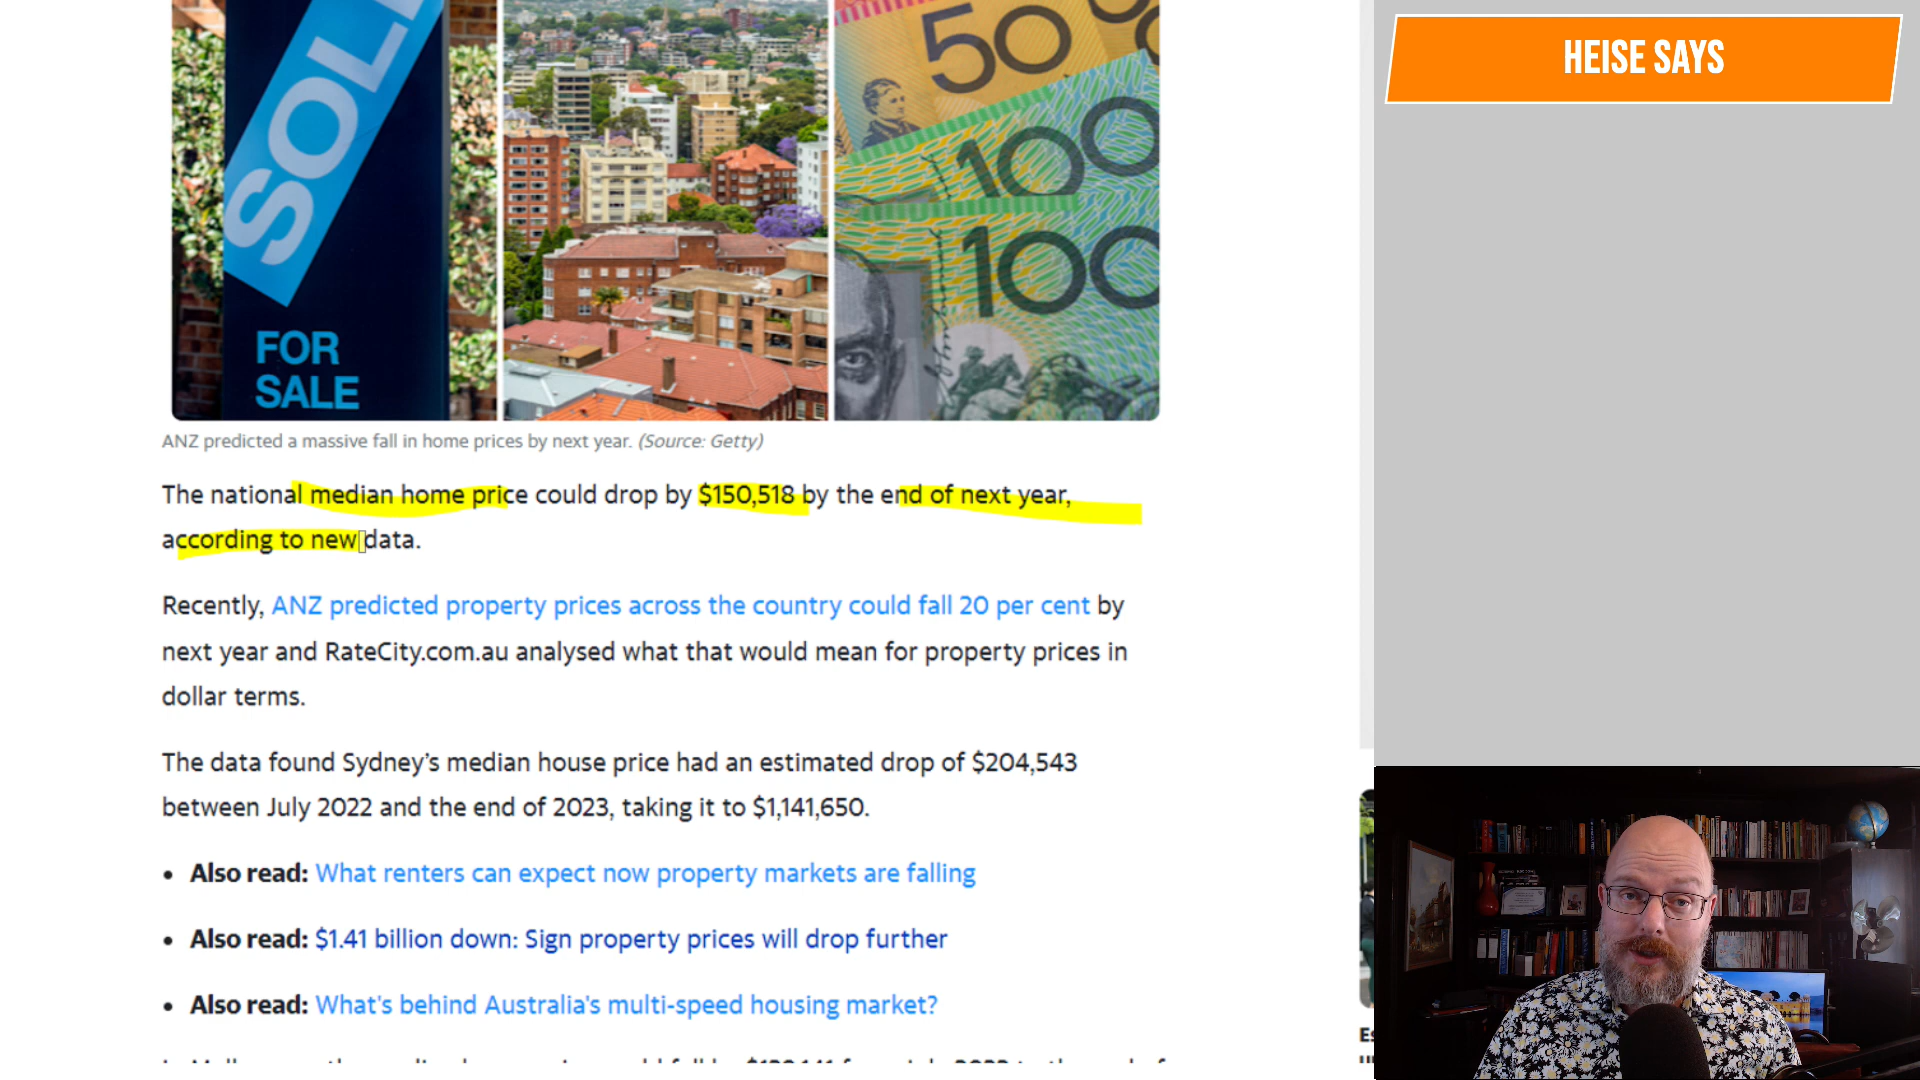 SOL
FOR
SALE
50
100
100
HEISE SAYS
ANZ predicted a massive fall in home prices by next year. (Source: Getty)
The national median home price could drop by $150,518 by the end of next year,
according to new data.
Recently, ANZ predicted property prices across the country could fall 20 per cent by
next year and RateCity.com.au analysed what that would mean for property prices in
dollar terms.
The data found Sydney’s median house price had an estimated drop of $204,543
between July 2022 and the end of 2023, taking it to $1,141,650.
• Also read: What renters can expect now property markets are falling
• Also read: $1.41 billion down: Sign property prices will drop further
• Also read: What's behind Australia's multi-speed housing market?